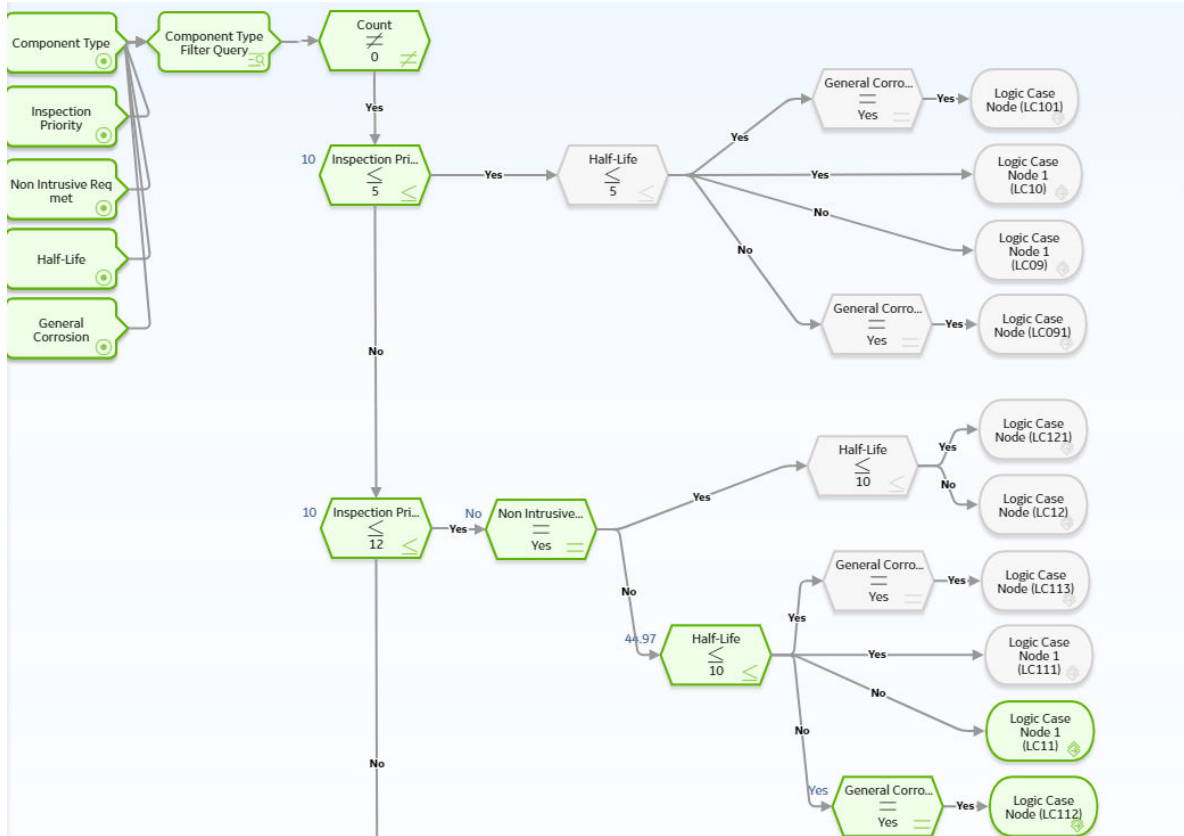 Component Type
Component Type
Filter Query
Count
≠
0
Inspection
Priority
Non Intrusive Req
met
Half-Life
General
Corrosion
Yes
10
Inspection Pri...
≤
5
Yes
Half-Life
≤
5
Yes
General Corro...
=
Yes
Yes
Logic Case
Node (LC101)
Yes
Logic Case
Node 1
(LC10)
No
Logic Case
Node 1
(LC09)
No
General Corro...
=
Yes
Yes
Logic Case
Node (LC091)
No
10
Inspection Pri...
≤
12
Yes
No
Non Intrusive...
=
Yes
Yes
Half-Life
≤
10
Yes
Logic Case
Node (LC121)
No
Logic Case
Node (LC12)
No
44.97
Half-Life
≤
10
Yes
General Corro...
=
Yes
Yes
Logic Case
Node (LC113)
Yes
Logic Case
Node 1
(LC111)
No
Logic Case
Node 1
(LC11)
No
Yes
General Corro...
=
Yes
Yes
Logic Case
Node (LC112)
No